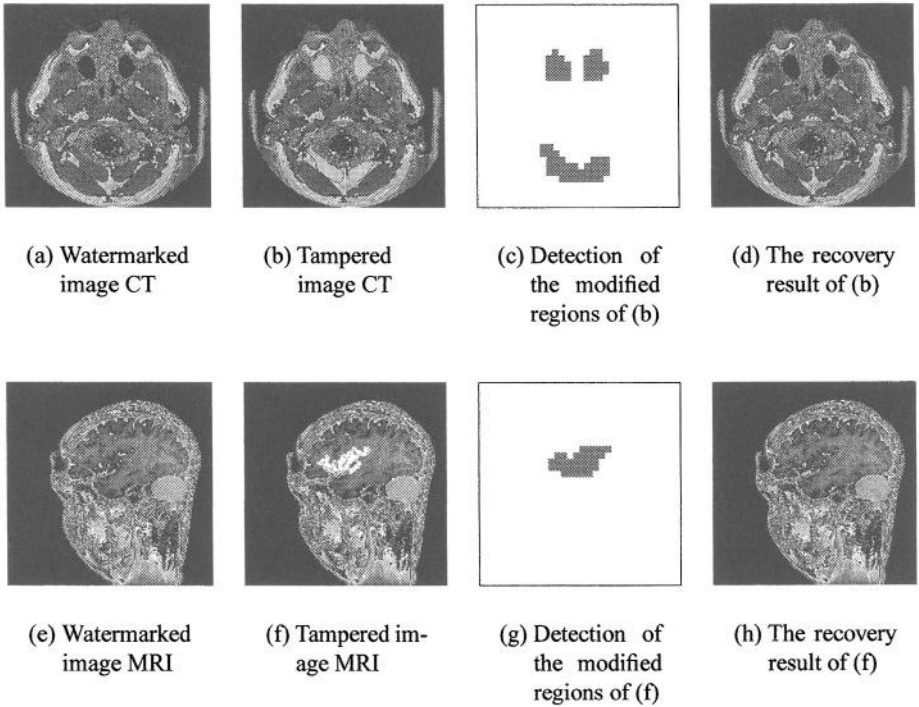 (a) Watermarked
image CT
(b) Tampered
image CT
(c) Detection of
the modified
regions of (b)
(d) The recovery
result of (b)
(e) Watermarked
image MRI
(f) Tampered im-
age MRI
(g) Detection of
the modified
regions of (f)
(h) The recovery
result of (f)